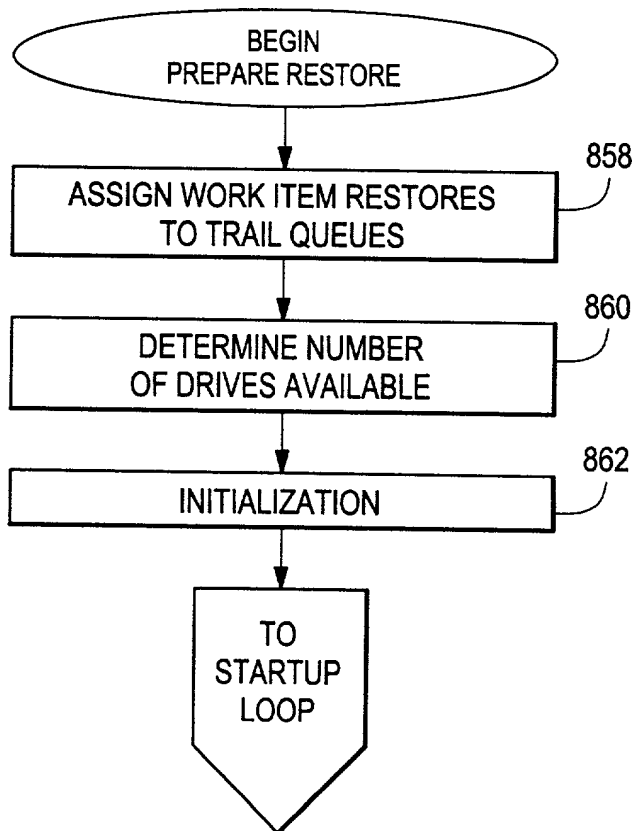 BEGIN
PREPARE RESTORE
858
ASSIGN WORK ITEM RESTORES
TO TRAIL QUEUES
860
DETERMINE NUMBER
OF DRIVES AVAILABLE
862
INITIALIZATION
TO
STARTUP
LOOP